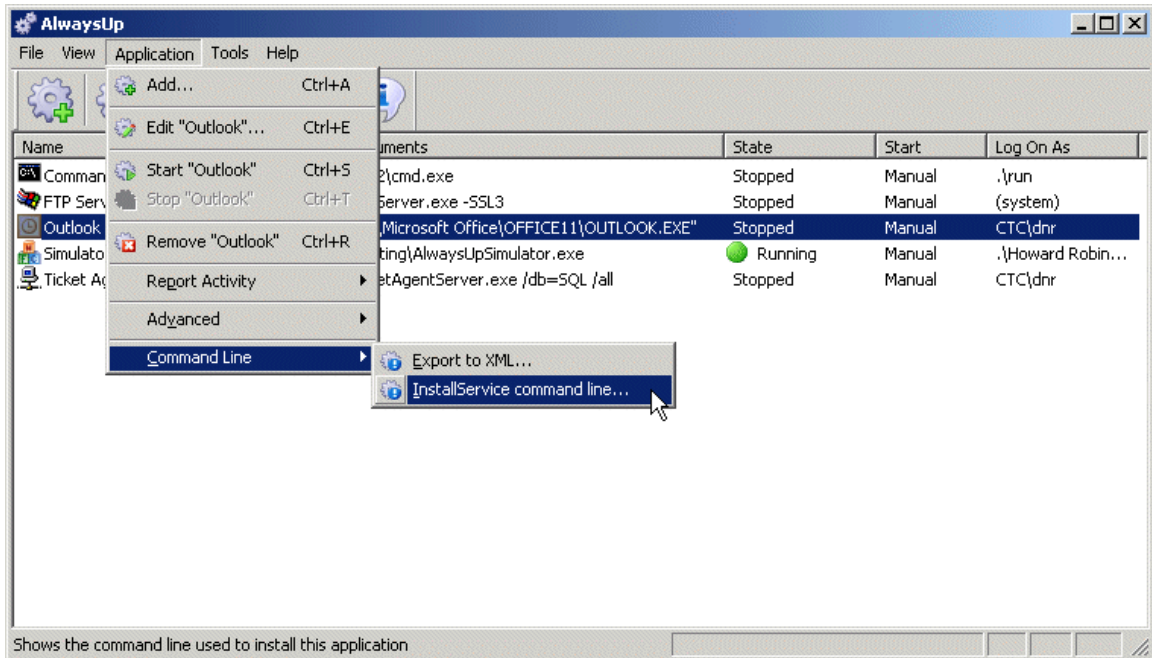 AlwaysUp
File View Application Tools Help
Add... Ctrl+A
Edit "Outlook"... Ctrl+E
Start "Outlook" Ctrl+S
Stop "Outlook" Ctrl+T
Remove "Outlook" Ctrl+R
Report Activity
Advanced
Command Line
Export to XML...
InstallService command line...
Name uments State Start Log On As
Comman 2\cmd.exe Stopped Manual .\run
FTP Serv Server.exe -SSL3 Stopped Manual (system)
Outlook \Microsoft Office\OFFICE11\OUTLOOK.EXE" Stopped Manual CTC\dnr
Simulato ting\AlwaysUpSimulator.exe Running Manual .\Howard Robin...
Ticket Ag etAgentServer.exe /db=SQL /all Stopped Manual CTC\dnr
Shows the command line used to install this application